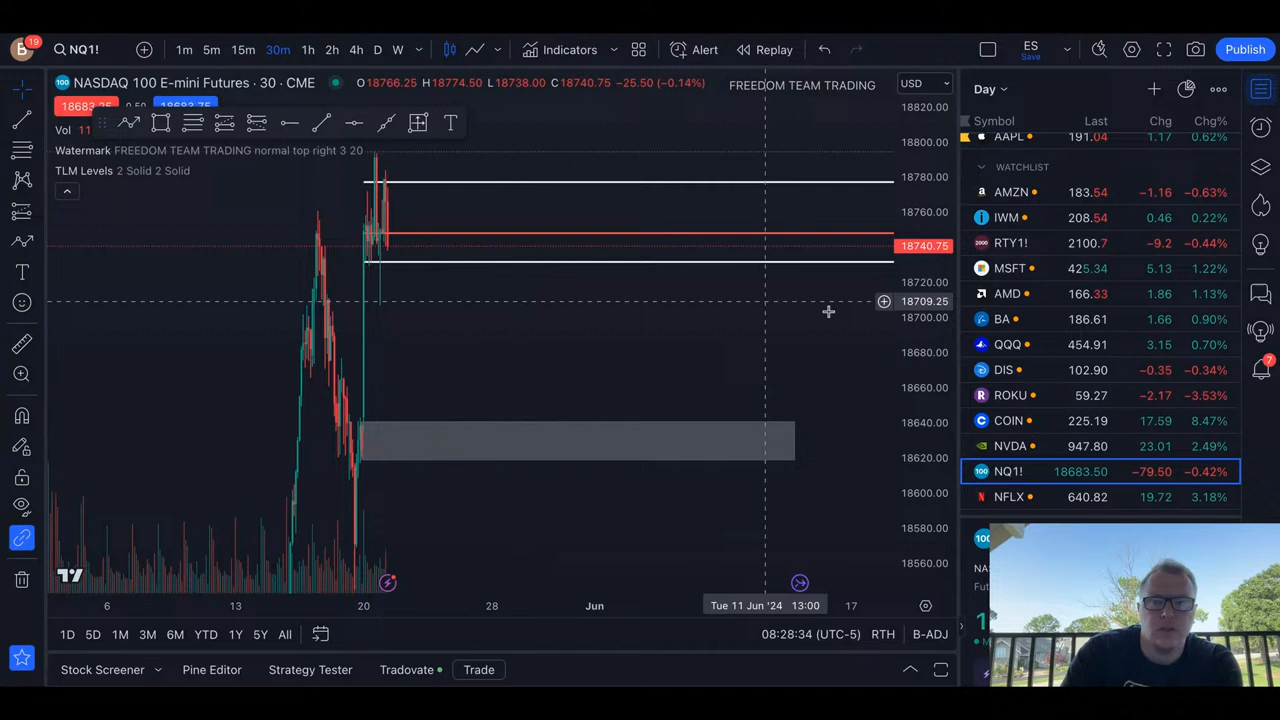 B 19 NQ1! 1m 5m 15m 30m 1h 2h 4h D W Indicators Alert Replay ES Save Publish
NASDAQ 100 E-mini Futures · 30 · CME O18766.25 H18774.50 L18738.00 C18740.75 −25.50 (−0.14%)
FREEDOM TEAM TRADING
USD
18683.25 0.50 18683.75
Vol 11
T
Watermark FREEDOM TEAM TRADING normal top right 3 20
TLM Levels 2 Solid 2 Solid
18820.00
18800.00
18780.00
18760.00
18740.75
18720.00
18709.25
18700.00
18680.00
18660.00
18640.00
18620.00
18600.00
18580.00
18560.00
6 13 20 28 Jun Tue 11 Jun '24 13:00 17
1D 5D 1M 3M 6M YTD 1Y 5Y All 08:28:34 (UTC-5) RTH B-ADJ
Stock Screener Pine Editor Strategy Tester Tradovate Trade
Day
Symbol Last Chg Chg%
AAPL 191.04 1.17 0.62%
WATCHLIST
AMZN 183.54 −1.16 −0.63%
IWM 208.54 0.46 0.22%
RTY1! 2100.7 −9.2 −0.44%
MSFT 425.34 5.13 1.22%
AMD 166.33 1.86 1.13%
BA 186.61 1.66 0.90%
QQQ 454.91 3.15 0.70%
DIS 102.90 −0.35 −0.34%
ROKU 59.27 −2.17 −3.53%
COIN 225.19 17.59 8.47%
NVDA 947.80 23.01 2.49%
100 NQ1! 18683.50 −79.50 −0.42%
NFLX 640.82 19.72 3.18%
7